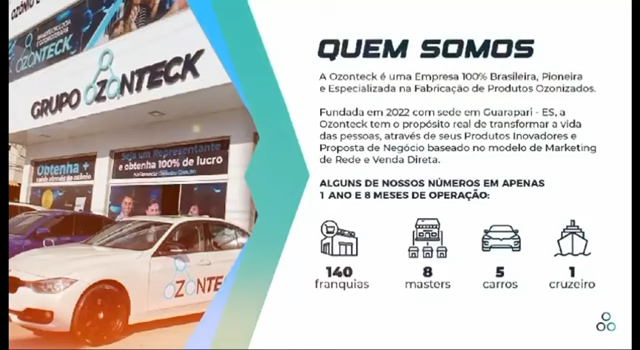 OZONTECK
GRUPO OZONTECK
Obtenha +
Seja um Representante
e obtenha 100% de lucro
OZONTECK
QUEM SOMOS
A Ozonteck é uma Empresa 100% Brasileira, Pioneira
e Especializada na Fabricação de Produtos Ozonizados.
Fundada em 2022 com sede em Guarapari - ES, a
Ozonteck tem o propósito real de transformar a vida
das pessoas, através de seus Produtos Inovadores e
Proposta de Negócio baseado no modelo de Marketing
de Rede e Venda Direta.
ALGUNS DE NOSSOS NÚMEROS EM APENAS
1 ANO E 8 MESES DE OPERAÇÃO:
140 8 5 1
franquias masters carros cruzeiro